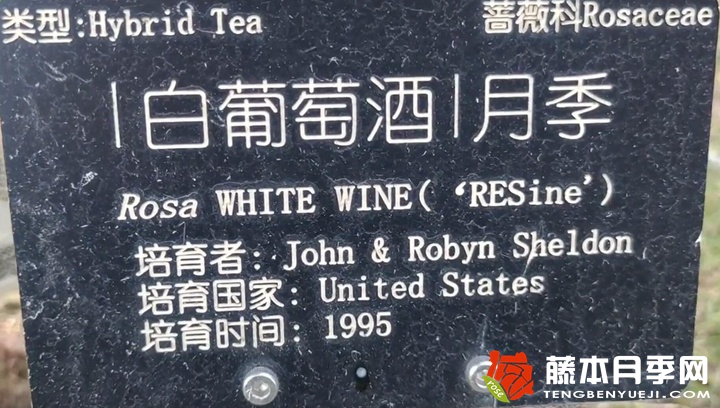 类型:Hybrid Tea 蔷薇科Rosaceae
|白葡萄酒|月季
Rosa WHITE WINE( ‘RESine’)
培育者: John & Robyn Sheldon
培育国家: United States
培育时间: 1995
rose 藤本月季网
TENGBENYUEJI.COM